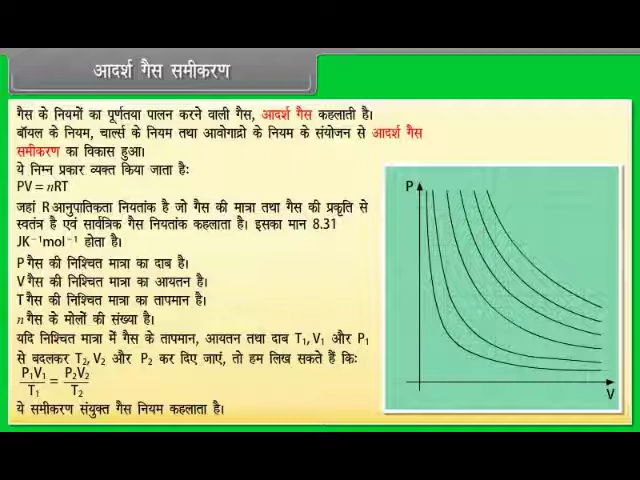 आदर्श गैस समीकरण
गैस के नियमों का पूर्णतया पालन करने वाली गैस, आदर्श गैस कहलाती है।
बॉयल के नियम, चार्ल्स के नियम तथा आवोगाद्रो के नियम के संयोजन से आदर्श गैस
समीकरण का विकास हुआ।
ये निम्न प्रकार व्यक्त किया जाता है:
PV = nRT
जहां R आनुपातिकता नियतांक है जो गैस की मात्रा तथा गैस की प्रकृति से
स्वतंत्र है एवं सार्वत्रिक गैस नियतांक कहलाता है। इसका मान 8.31
JK⁻¹mol⁻¹ होता है।
P गैस की निश्चित मात्रा का दाब है।
V गैस की निश्चित मात्रा का आयतन है।
T गैस की निश्चित मात्रा का तापमान है।
n गैस के मोलों की संख्या है।
यदि निश्चित मात्रा में गैस के तापमान, आयतन तथा दाब T₁, V₁ और P₁
से बदलकर T₂, V₂ और P₂ कर दिए जाएं, तो हम लिख सकते हैं कि:
P₁V₁/T₁ = P₂V₂/T₂
ये समीकरण संयुक्त गैस नियम कहलाता है।
P
V